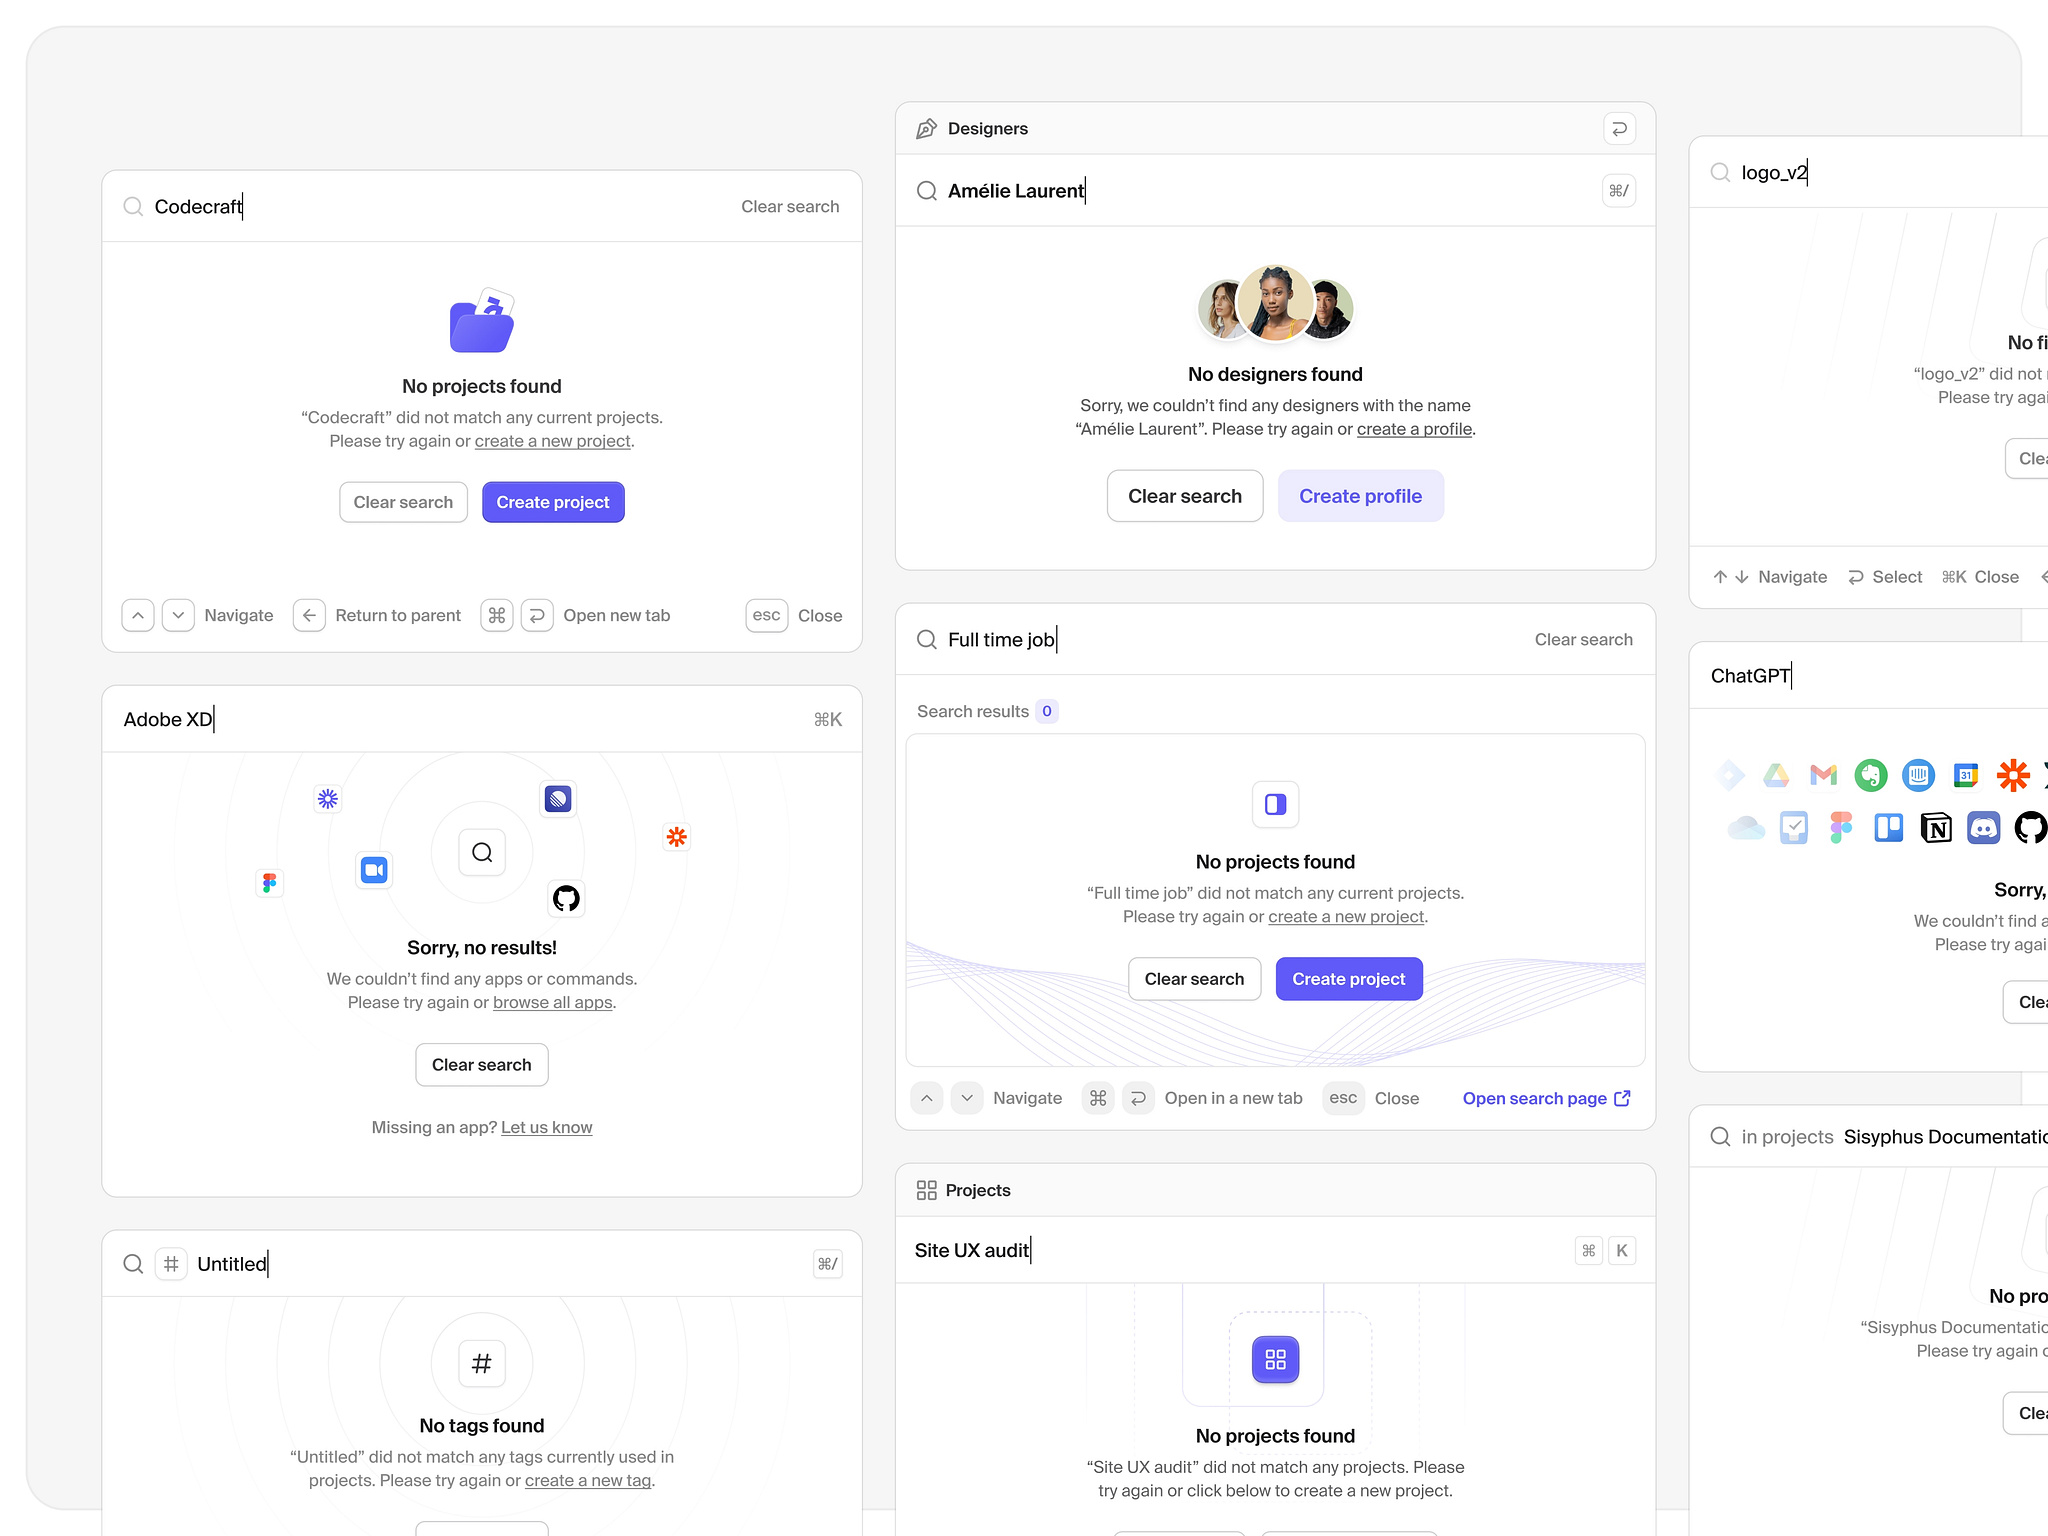 Codecraft
Clear search
No projects found
“Codecraft” did not match any current projects.
Please try again or create a new project.
Clear search
Create project
Navigate
Return to parent
⌘
Open new tab
esc
Close
Adobe XD
⌘K
Sorry, no results!
We couldn’t find any apps or commands.
Please try again or browse all apps.
Clear search
Missing an app? Let us know
#
Untitled
⌘/
#
No tags found
“Untitled” did not match any tags currently used in
projects. Please try again or create a new tag.
Designers
Amélie Laurent
⌘/
No designers found
Sorry, we couldn’t find any designers with the name
“Amélie Laurent”. Please try again or create a profile.
Clear search
Create profile
Full time job
Clear search
Search results 0
No projects found
“Full time job” did not match any current projects.
Please try again or create a new project.
Clear search
Create project
Navigate
⌘
Open in a new tab
esc
Close
Open search page
Projects
Site UX audit
⌘ K
No projects found
“Site UX audit” did not match any projects. Please
try again or click below to create a new project.
logo_v2
No
“logo_v2” did not
Please try
Navigate
Select
⌘K Close
ChatGPT
31
Sorry,
We couldn’t find
Please try
in projects Sisyphus
No
“Sisyphus
Please try again